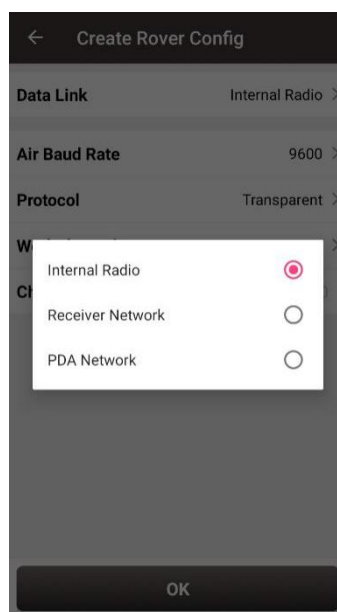 Create Rover Config
Data Link Internal Radio
Air Baud Rate 9600
Protocol Transparent
Internal Radio
Receiver Network
PDA Network
OK